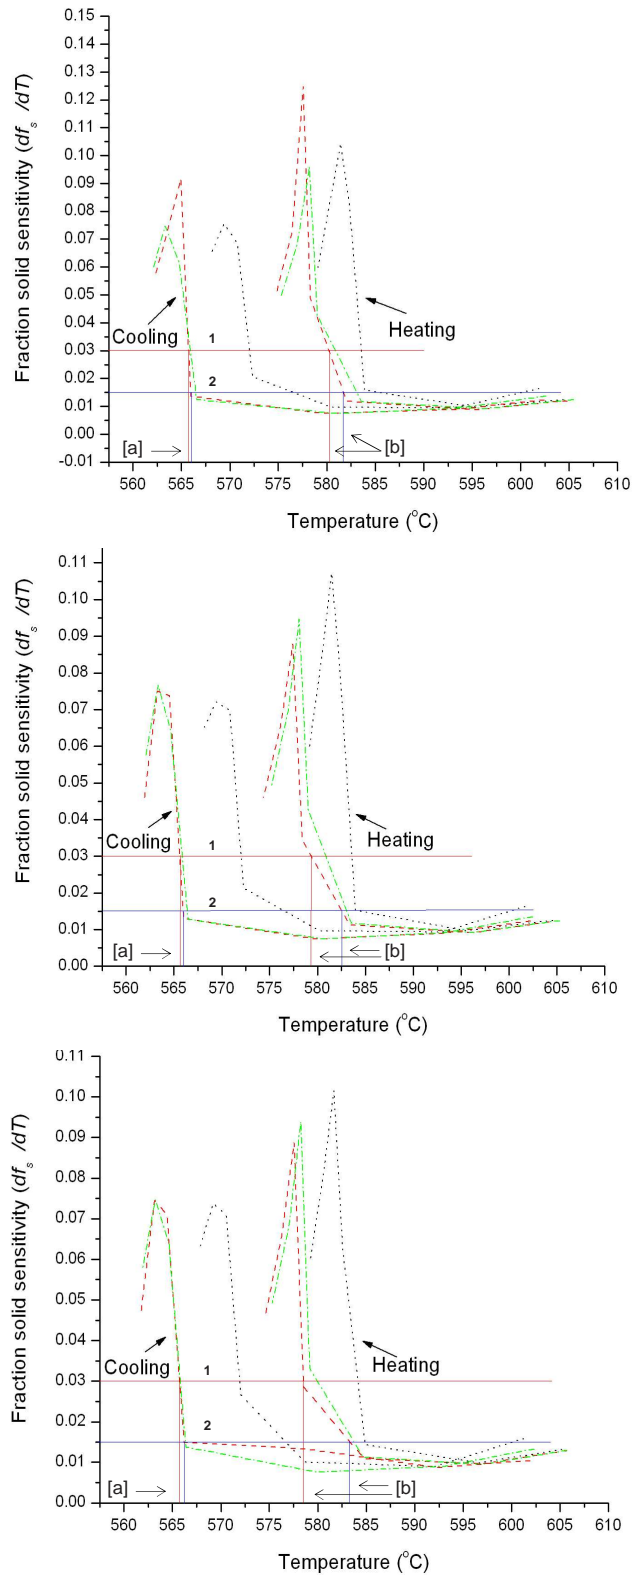 0.15
0.14
0.13
0.12
0.11
0.10
0.09
0.08
0.07
0.06
0.05
0.04
0.03
0.02
0.01
0.00
-0.01
Fraction solid sensitivity (df_s /dT)
Cooling
Heating
1
2
[a]
[b]
560 565 570 575 580 585 590 595 600 605 610
Temperature (°C)
0.11
0.10
0.09
0.08
0.07
0.06
0.05
0.04
0.03
0.02
0.01
0.00
Fraction solid sensitivity (df_s /dT)
Cooling
Heating
1
2
[a]
[b]
560 565 570 575 580 585 590 595 600 605 610
Temperature (°C)
0.11
0.10
0.09
0.08
0.07
0.06
0.05
0.04
0.03
0.02
0.01
0.00
Fraction solid sensitivity (df_s /dT)
Cooling
Heating
1
2
[a]
[b]
560 565 570 575 580 585 590 595 600 605 610
Temperature (°C)